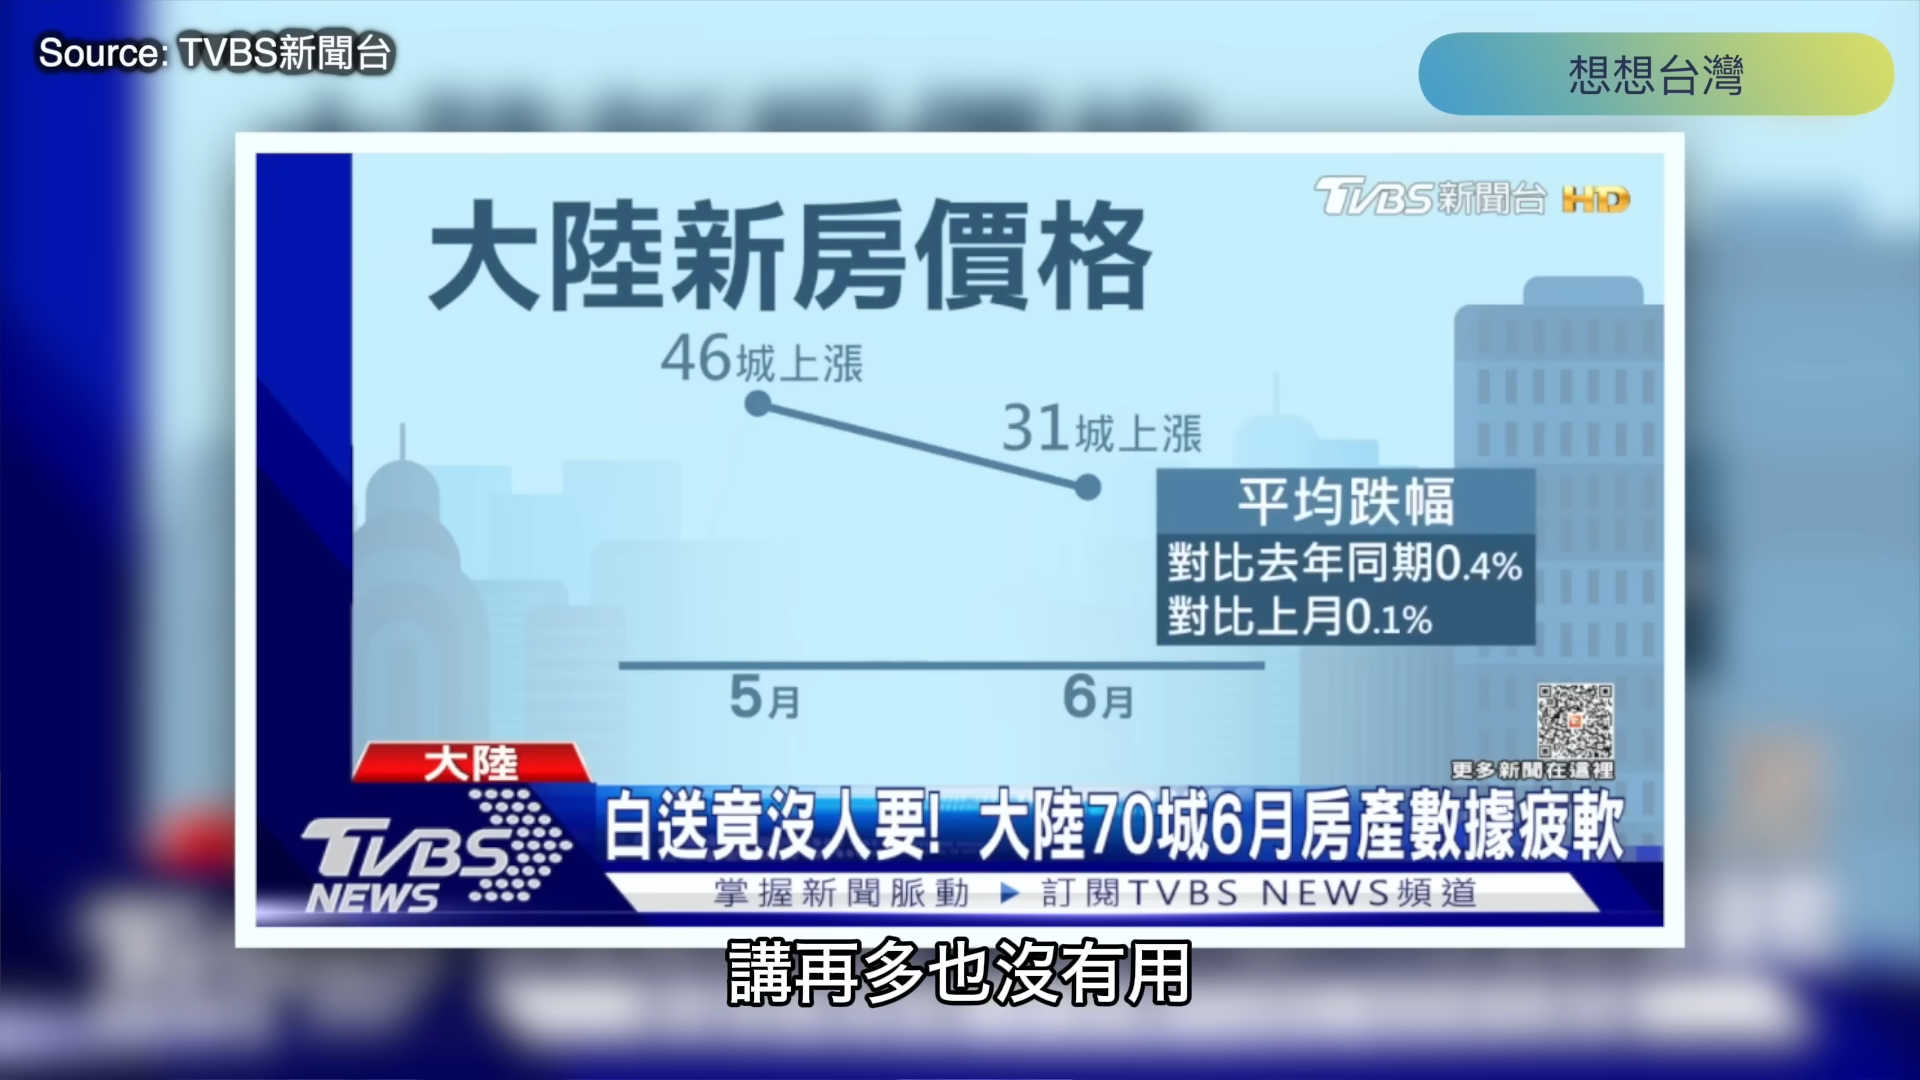 Source: TVBS新聞台
想想台灣
TVBS新聞台 HD
大陸新房價格
46城上漲
31城上漲
平均跌幅
對比去年同期0.4%
對比上月0.1%
5月
6月
更多新聞在這裡
大陸
白送竟沒人要! 大陸70城6月房產數據疲軟
TVBS NEWS
掌握新聞脈動 ▶ 訂閱TVBS NEWS頻道
講再多也沒有用